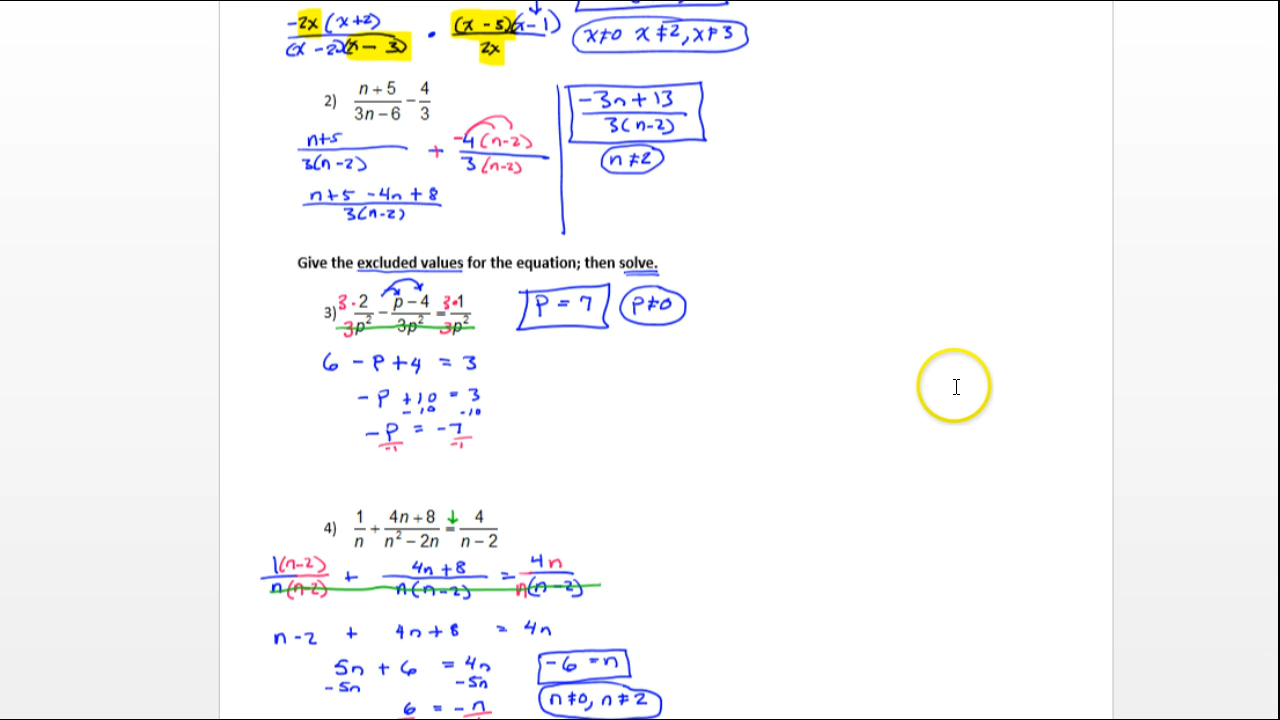 -2x(x+2) / (x-2)(x-3) • (x-5)(x-1) / 2x
x≠0 x≠2, x≠3
2) n+5 / 3n-6 - 4/3
n+5 / 3(n-2) + -4(n-2) / 3(n-2)
n+5 -4n+8 / 3(n-2)
-3n+13 / 3(n-2)
n≠2
Give the excluded values for the equation; then solve.
3) 3·2 / 3p² - p-4 / 3p² = 3·1 / 3p²
p=7 p≠0
6 -p+4 = 3
-p +10 = 3
-10 -10
-p = -7
-1 -1
4) 1/n + 4n+8 / n²-2n = 4 / n-2
1(n-2) / n(n-2) + 4n+8 / n(n-2) = 4n / n(n-2)
n-2 + 4n+8 = 4n
5n + 6 = 4n
-5n -5n
6 = -n
-6 = n
n≠0, n≠2